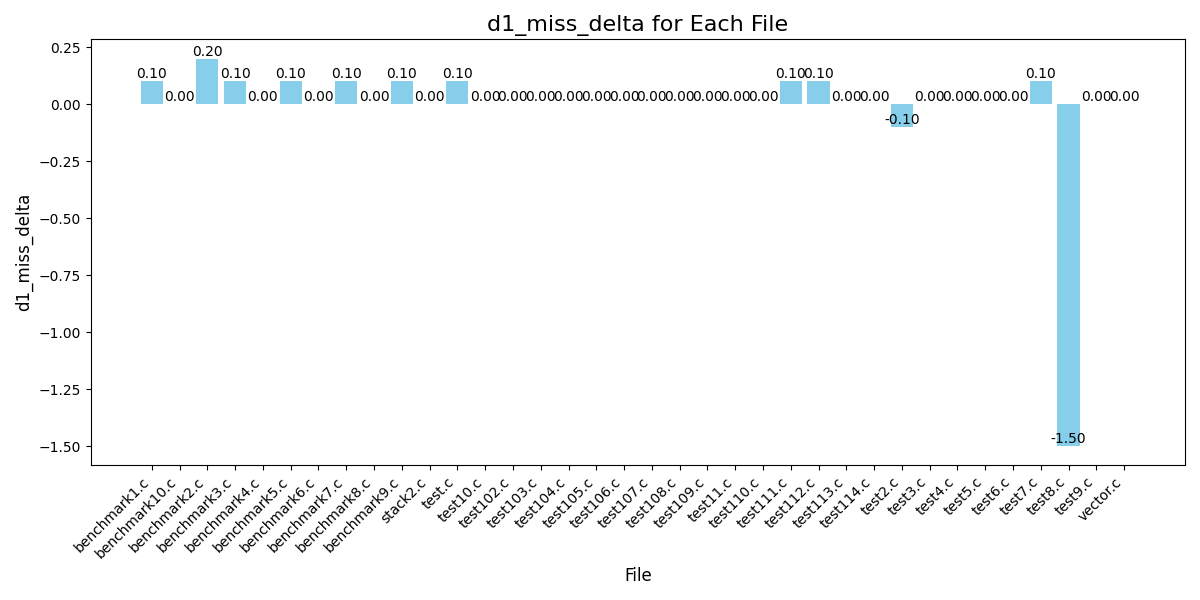 d1_miss_delta for Each File
0.25
0.00
−0.25
−0.50
−0.75
−1.00
−1.25
−1.50
d1_miss_delta
0.10
0.00
0.20
0.10
0.00
0.10
0.00
0.10
0.00
0.10
0.00
0.10
0.00
0.00
0.00
0.00
0.00
0.00
0.00
0.00
0.00
0.00
0.00
0.10
0.10
0.00
0.00
-0.10
0.00
0.00
0.00
0.00
0.10
-1.50
0.00
0.00
benchmark1.c
benchmark10.c
benchmark2.c
benchmark3.c
benchmark4.c
benchmark5.c
benchmark6.c
benchmark7.c
benchmark8.c
benchmark9.c
stack2.c
test.c
test10.c
test102.c
test103.c
test104.c
test105.c
test106.c
test107.c
test108.c
test109.c
test11.c
test110.c
test111.c
test112.c
test113.c
test114.c
test2.c
test3.c
test4.c
test5.c
test6.c
test7.c
test8.c
test9.c
vector.c
File